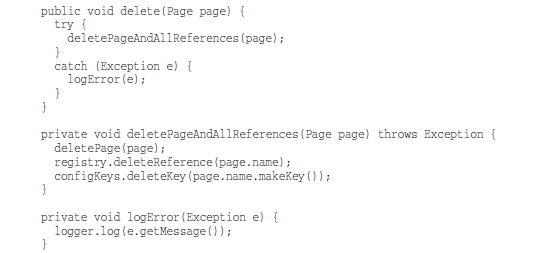 public void delete(Page page) {
try {
deletePageAndAllReferences(page);
}
catch (Exception e) {
logError(e);
}
}
private void deletePageAndAllReferences(Page page) throws Exception {
deletePage(page);
registry.deleteReference(page.name);
configKeys.deleteKey(page.name.makeKey());
}
private void logError(Exception e) {
logger.log(e.getMessage());
}